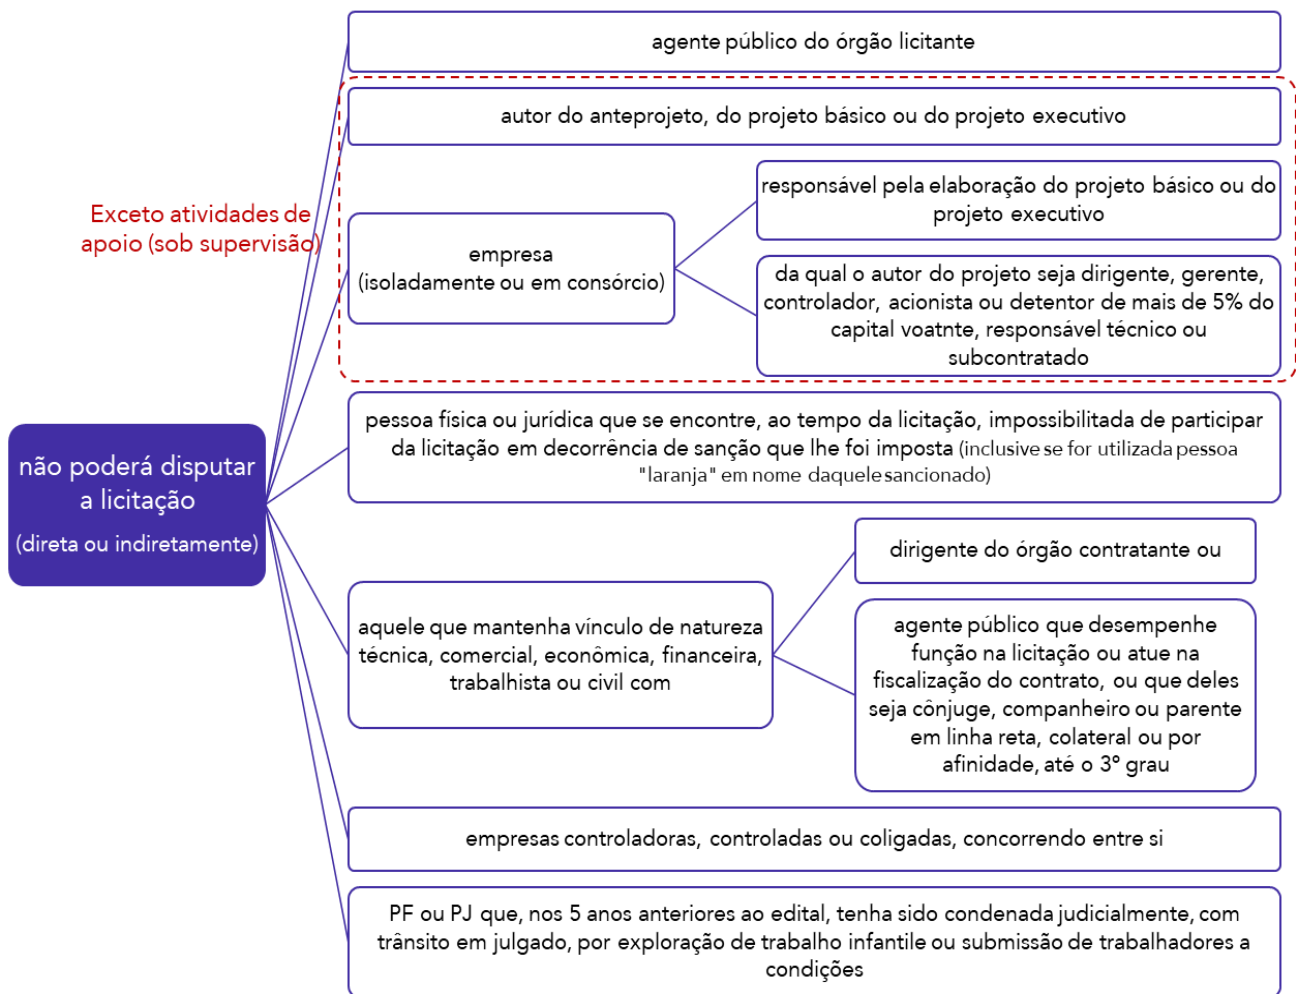 agente público do órgão licitante
autor do anteprojeto, do projeto básico ou do projeto executivo
Exceto atividades de
apoio (sob supervisão)
empresa
(isoladamente ou em consórcio)
responsável pela elaboração do projeto básico ou do
projeto executivo
da qual o autor do projeto seja dirigente, gerente,
controlador, acionista ou detentor de mais de 5% do
capital voatnte, responsável técnico ou
subcontratado
não poderá disputar
a licitação
(direta ou indiretamente)
pessoa física ou jurídica que se encontre, ao tempo da licitação, impossibilitada de participar
da licitação em decorrência de sanção que lhe foi imposta (inclusive se for utilizada pessoa
"laranja" em nome daquele sancionado)
aquele que mantenha vínculo de natureza
técnica, comercial, econômica, financeira,
trabalhista ou civil com
dirigente do órgão contratante ou
agente público que desempenhe
função na licitação ou atue na
fiscalização do contrato, ou que deles
seja cônjuge, companheiro ou parente
em linha reta, colateral ou por
afinidade, até o 3º grau
empresas controladoras, controladas ou coligadas, concorrendo entre si
PF ou PJ que, nos 5 anos anteriores ao edital, tenha sido condenada judicialmente, com
trânsito em julgado, por exploração de trabalho infantile ou submissão de trabalhadores a
condições